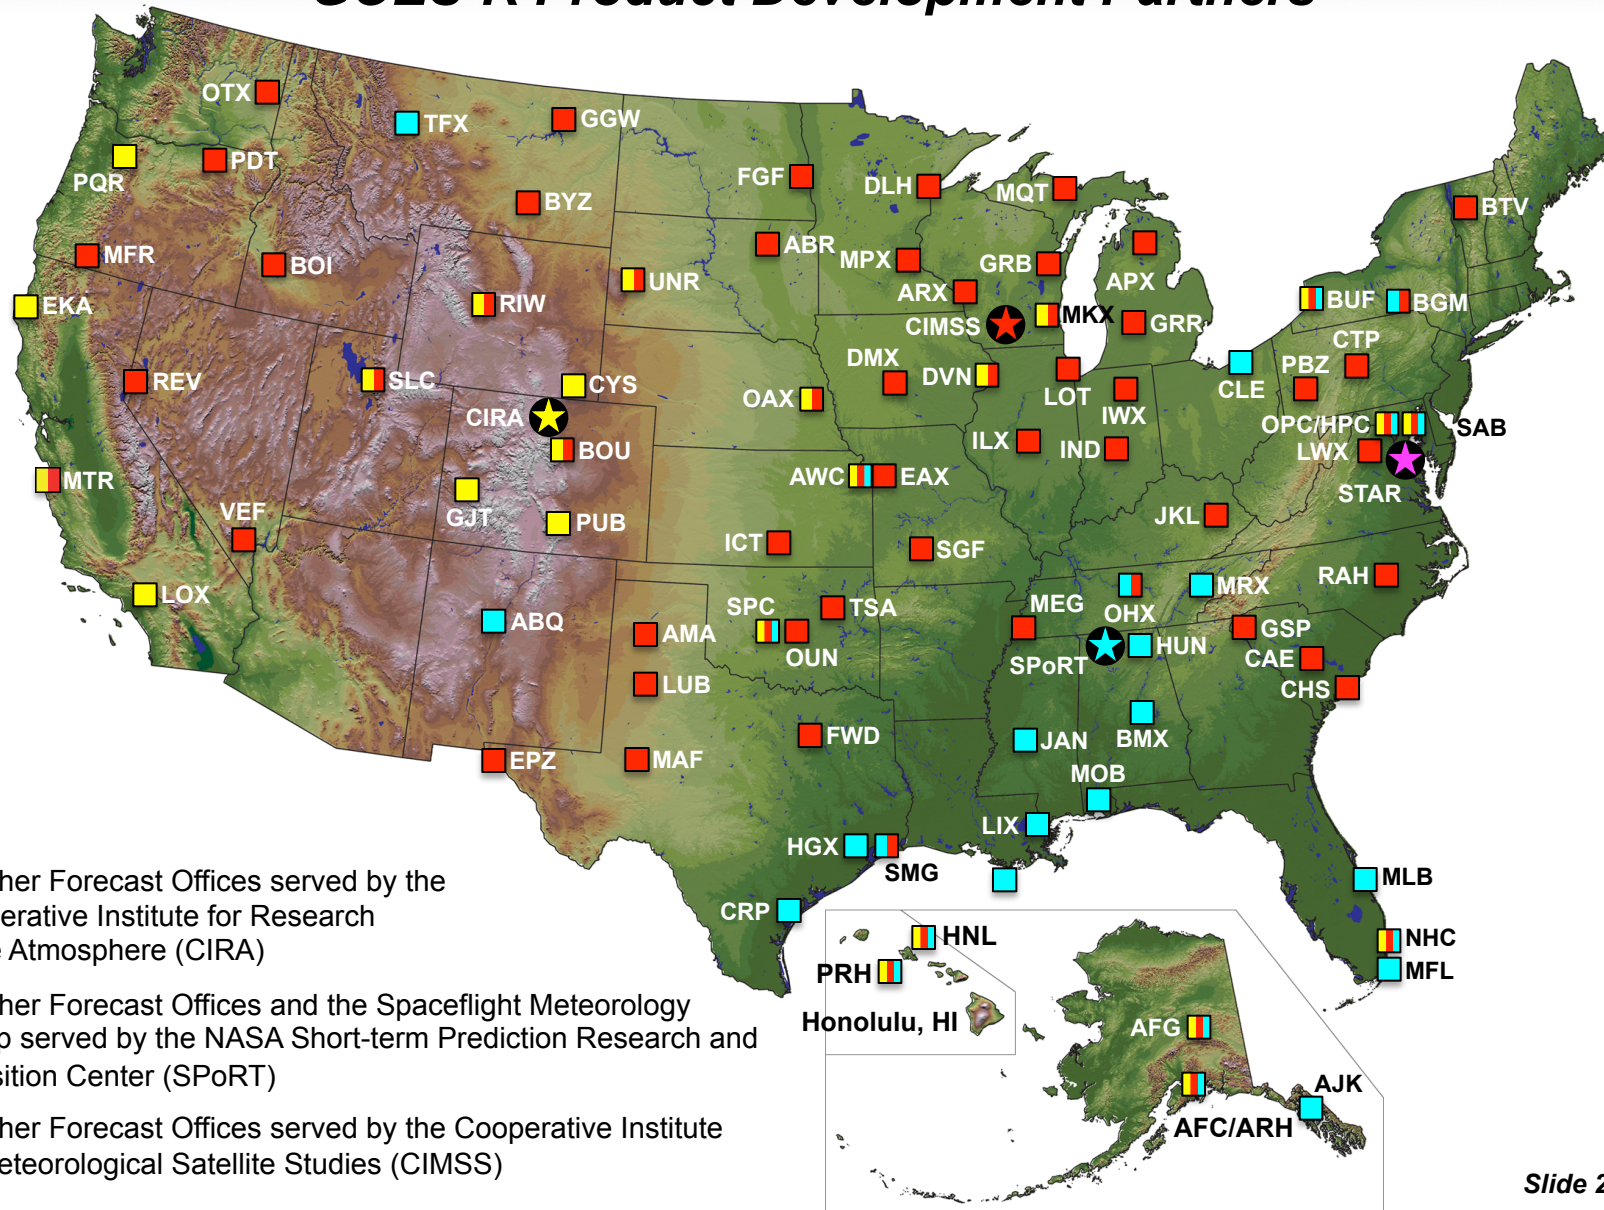 Product Development Partners
OTX
TFX
GGW
PQR
PDT
BYZ
FGF
DLH
MQT
BTV
MFR
BOI
ABR
MPX
GRB
APX
EKA
RIW
UNR
ARX
CIMSS
MKX
GRR
BUF
BGM
REV
SLC
CYS
DMX
DVN
LOT
IWX
CLE
PBZ
CTP
CIRA
BOU
OAX
ILX
IND
OPC/HPC
SAB
LWX
MTR
GJT
AWC
EAX
STAR
VEF
PUB
ICT
SGF
JKL
LOX
ABQ
AMA
SPC
TSA
OUN
MEG
OHX
MRX
RAH
SPoRT
HUN
GSP
CAE
CHS
LUB
EPZ
MAF
FWD
JAN
BMX
MOB
LIX
HGX
SMG
MLB
CRP
NHC
MFL
HNL
PRH
Honolulu, HI
AFG
AJK
AFC/ARH
her Forecast Offices served by the
erative Institute for Research
e Atmosphere (CIRA)
her Forecast Offices and the Spaceflight Meteorology
p served by the NASA Short-term Prediction Research and
sition Center (SPoRT)
her Forecast Offices served by the Cooperative Institute
eteorological Satellite Studies (CIMSS)
Slide 2